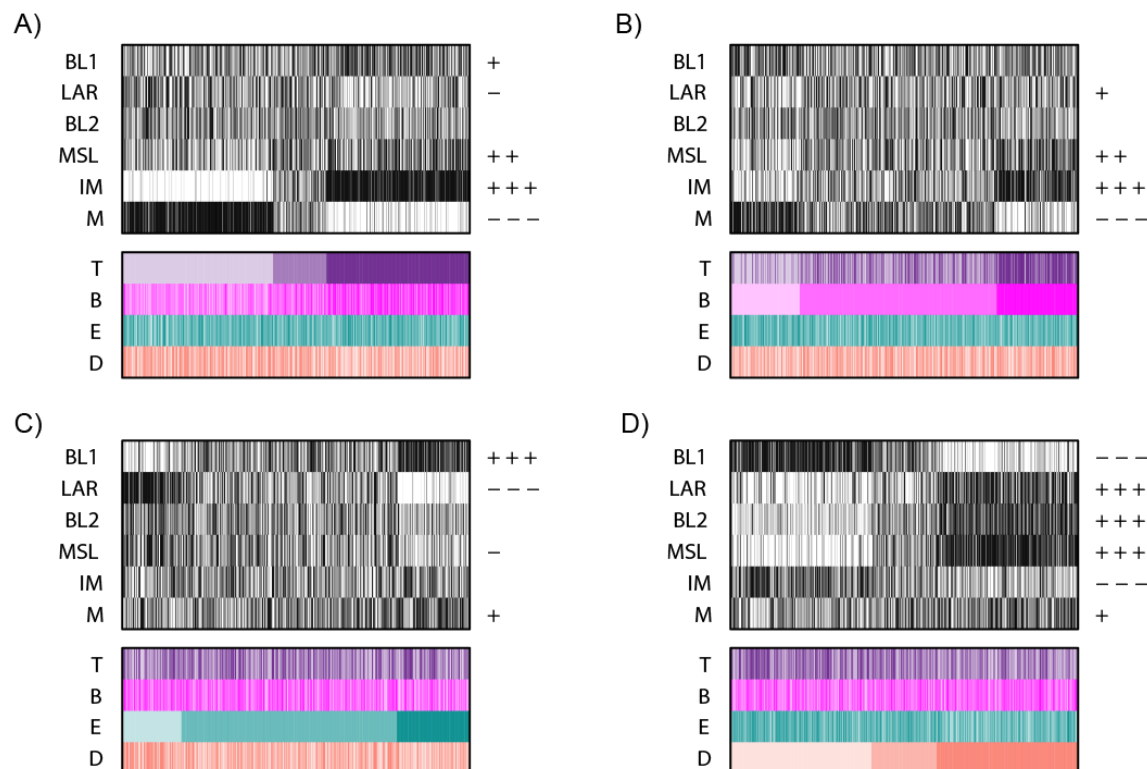 A)
BL1 +
LAR −
BL2
MSL + +
IM + + +
M − − −
T
B
E
D
B)
BL1
LAR +
BL2
MSL + +
IM + + +
M − − −
T
B
E
D
C)
BL1 + + +
LAR − − −
BL2
MSL −
IM
M +
T
B
E
D
D)
BL1 − − −
LAR + + +
BL2 + + +
MSL + + +
IM − − −
M +
T
B
E
D